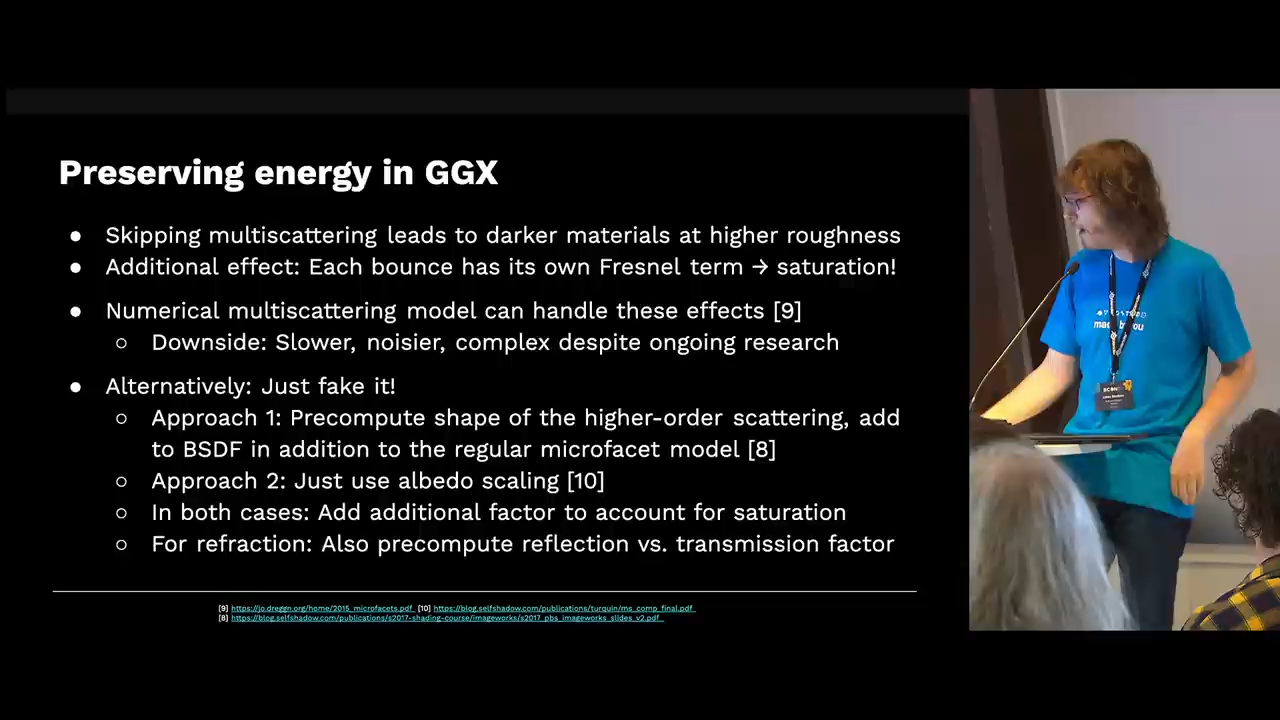 Preserving energy in GGX
● Skipping multiscattering leads to darker materials at higher roughness
● Additional effect: Each bounce has its own Fresnel term → saturation!
● Numerical multiscattering model can handle these effects [9]
○ Downside: Slower, noisier, complex despite ongoing research
● Alternatively: Just fake it!
○ Approach 1: Precompute shape of the higher-order scattering, add
to BSDF in addition to the regular microfacet model [8]
○ Approach 2: Just use albedo scaling [10]
○ In both cases: Add additional factor to account for saturation
○ For refraction: Also precompute reflection vs. transmission factor
[9] https://jo.dreggn.org/home/2015_microfacets.pdf [10] https://blog.selfshadow.com/publications/turquin/ms_comp_final.pdf
[8] https://blog.selfshadow.com/publications/s2017-shading-course/imageworks/s2017_pbs_imageworks_slides_v2.pdf
you